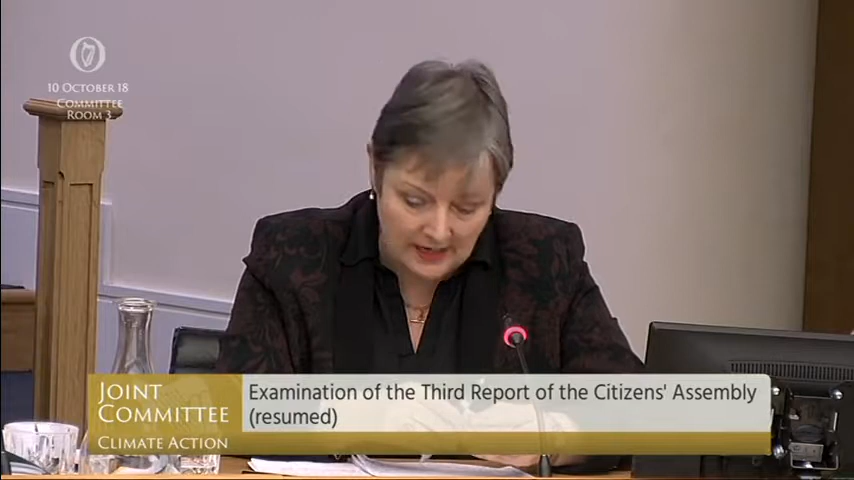 10 October 18
Committee
Room 3
Joint
Committee
Climate Action
Examination of the Third Report of the Citizens' Assembly
(resumed)